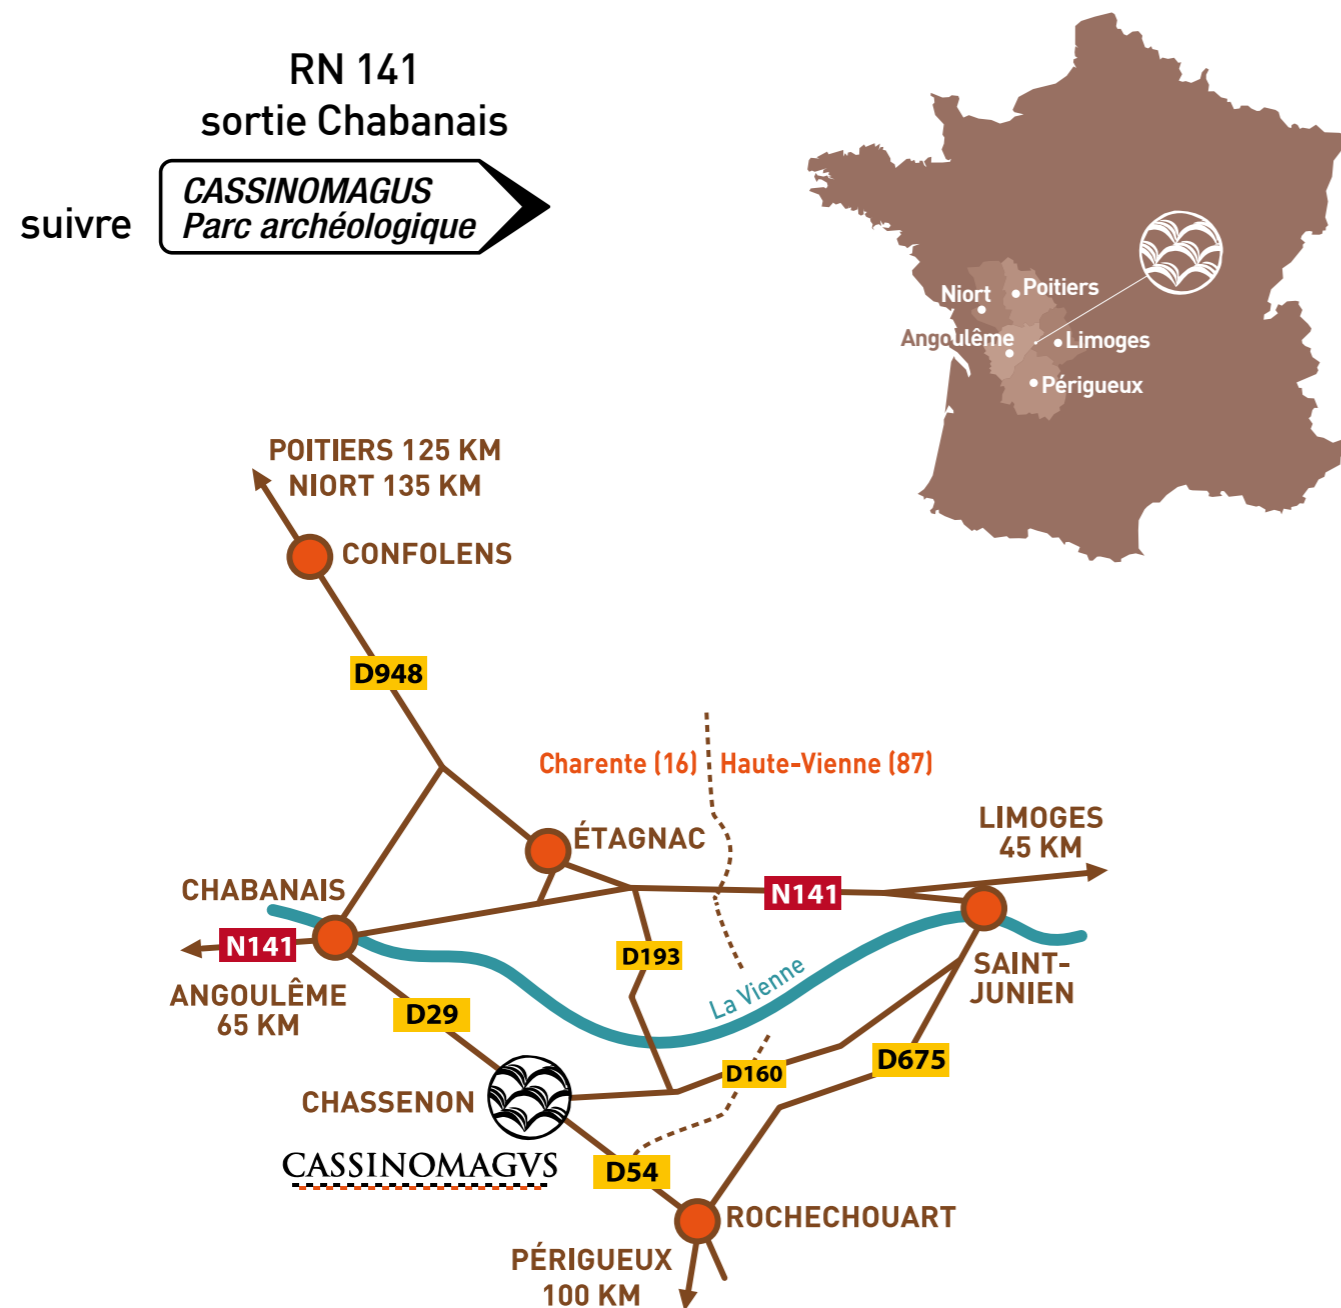 RN 141
sortie Chabanais
suivre
CASSINOMAGUS
Parc archéologique
Niort
Poitiers
Angoulême
Limoges
Périgueux
POITIERS 125 KM
NIORT 135 KM
CONFOLENS
D948
Charente (16)
Haute-Vienne (87)
ÉTAGNAC
LIMOGES
45 KM
CHABANAIS
N141
N141
ANGOULÊME
65 KM
D193
La Vienne
SAINT-
JUNIEN
D29
D675
D160
CHASSENON
CASSINOMAGVS
D54
ROCHECHOUART
PÉRIGUEUX
100 KM